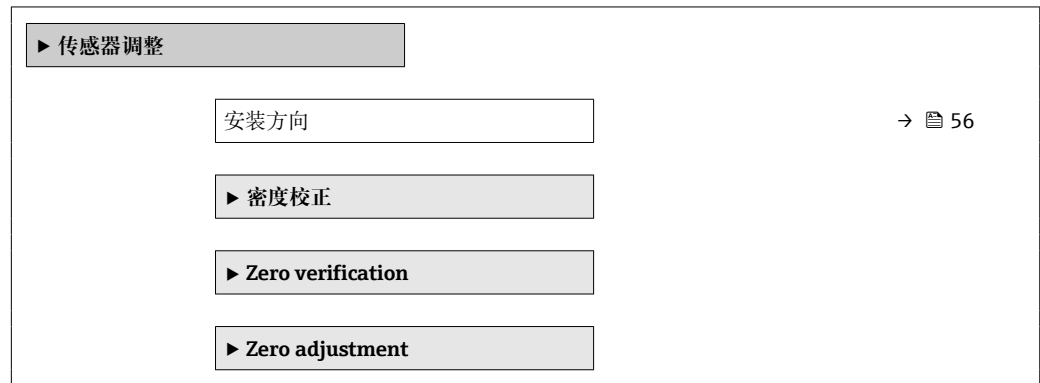 ▶ 传感器调整
安装方向 → 🖹 56
▶ 密度校正
▶ Zero verification
▶ Zero adjustment